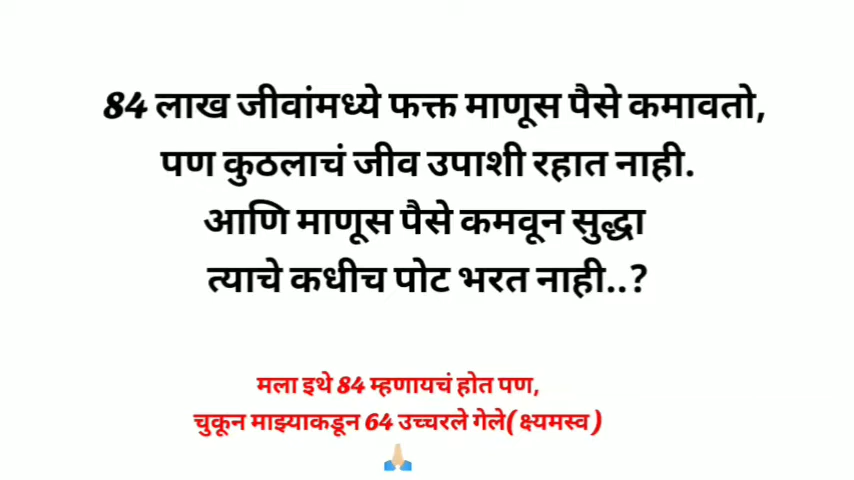 84 लाख जीवांमध्ये फक्त माणूस पैसे कमावतो,
पण कुठलाचं जीव उपाशी रहात नाही.
आणि माणूस पैसे कमवून सुद्धा
त्याचे कधीच पोट भरत नाही..?
मला इथे 84 म्हणायचं होत पण,
चुकून माझ्याकडून 64 उच्चरले गेले( क्ष्यमस्व )
🙏🏼